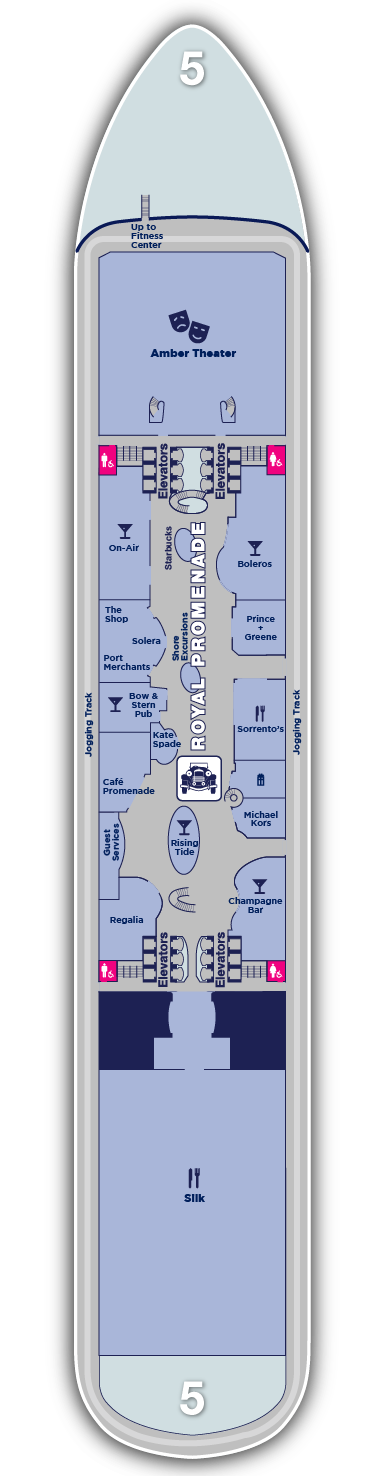 5
Up to
Fitness
Center
Amber Theater
Elevators
Elevators
On-Air
Starbucks
Boleros
ROYAL PROMENADE
The
Shop
Solera
Port
Merchants
Shore
Excursions
Prince
+
Greene
Bow &
Stern
Pub
Sorrento's
Jogging Track
Jogging Track
Kate
Spade
Café
Promenade
Michael
Kors
Guest
Services
Rising
Tide
Champagne
Bar
Regalia
Elevators
Elevators
Silk
5